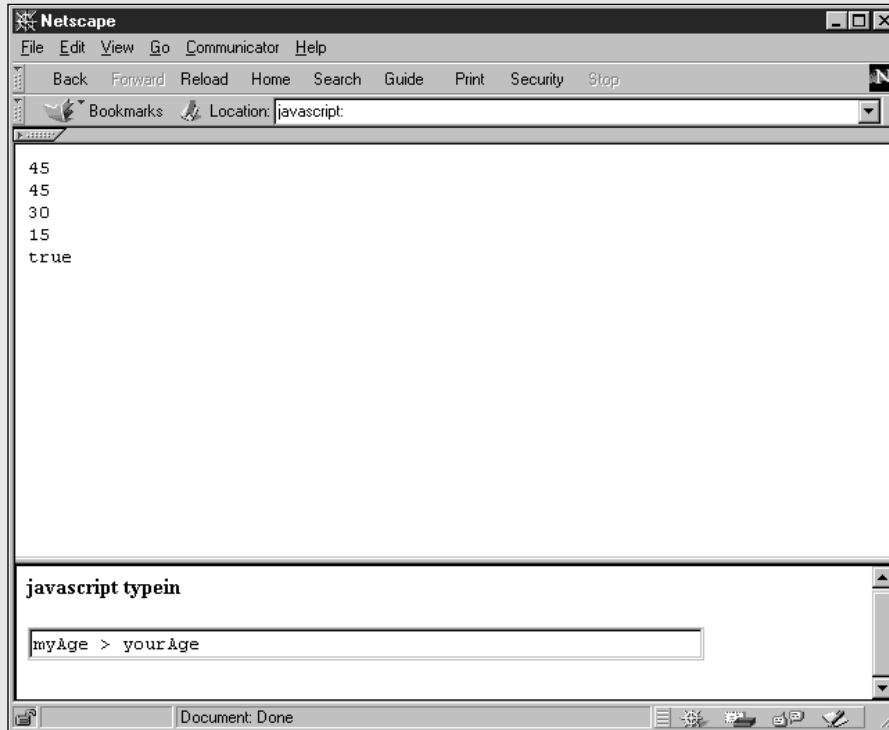 Netscape
File Edit View Go Communicator Help
Back Forward Reload Home Search Guide Print Security Stop
N
Bookmarks Location: javascript:
45
45
30
15
true
javascript typein
myAge > yourAge
Document: Done